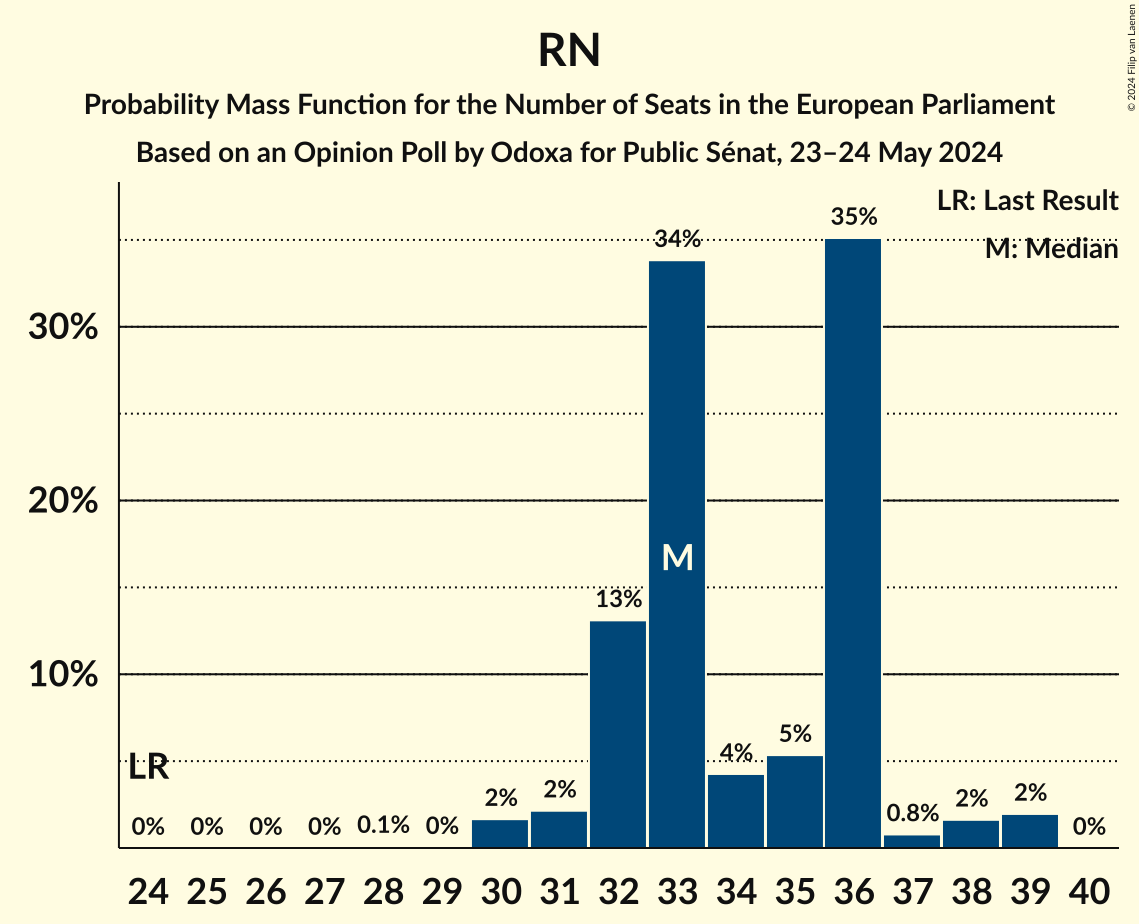 RN
Probability Mass Function for the Number of Seats in the European Parliament
Based on an Opinion Poll by Odoxa for Public Sénat, 23–24 May 2024
© 2024 Filip van Laenen
LR: Last Result
M: Median
30%
20%
10%
LR
M
0% 0% 0% 0% 0.1% 0% 2% 2% 13% 34% 4% 5% 35% 0.8% 2% 2% 0%
24 25 26 27 28 29 30 31 32 33 34 35 36 37 38 39 40